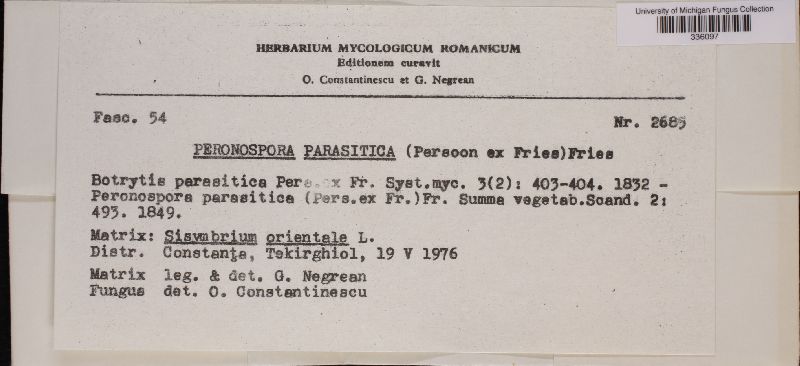 University of Michigan Fungus Collection
336097
HERBARIUM MYCOLOGICUM ROMANICUM
Editionem curavit
O. Constantinescu et G. Negrean
Fasc. 54
Nr. 2685
PERONOSPORA PARASITICA (Persoon ex Fries)Fries
Botrytis parasitica Pers.ex Fr. Syst.myc. 3(2): 403-404. 1832 -
Peronospora parasitica (Pers.ex Fr.)Fr. Summa vegetab.Scand. 2:
493. 1849.
Matrix: Sisymbrium orientale L.
Distr. Constanţa, Tekirghiol, 19 V 1976
Matrix leg. & det. G. Negrean
Fungus det. O. Constantinescu